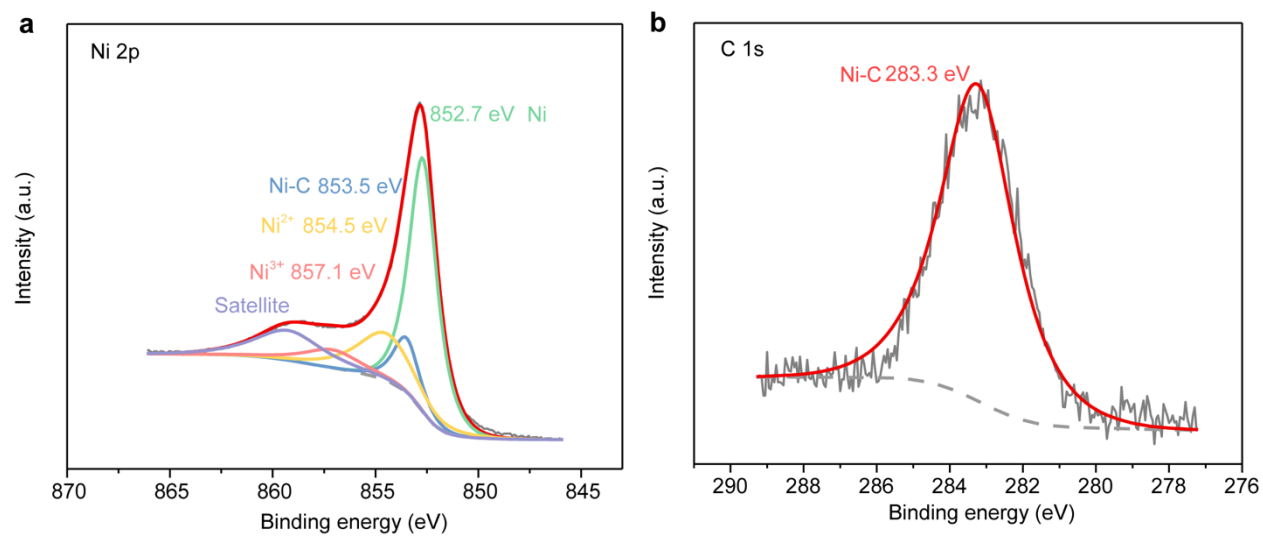 a
Ni 2p
852.7 eV Ni
Ni-C 853.5 eV
Ni²⁺ 854.5 eV
Ni³⁺ 857.1 eV
Satellite
Intensity (a.u.)
870 865 860 855 850 845
Binding energy (eV)
b
C 1s
Ni-C 283.3 eV
Intensity (a.u.)
290 288 286 284 282 280 278 276
Binding energy (eV)